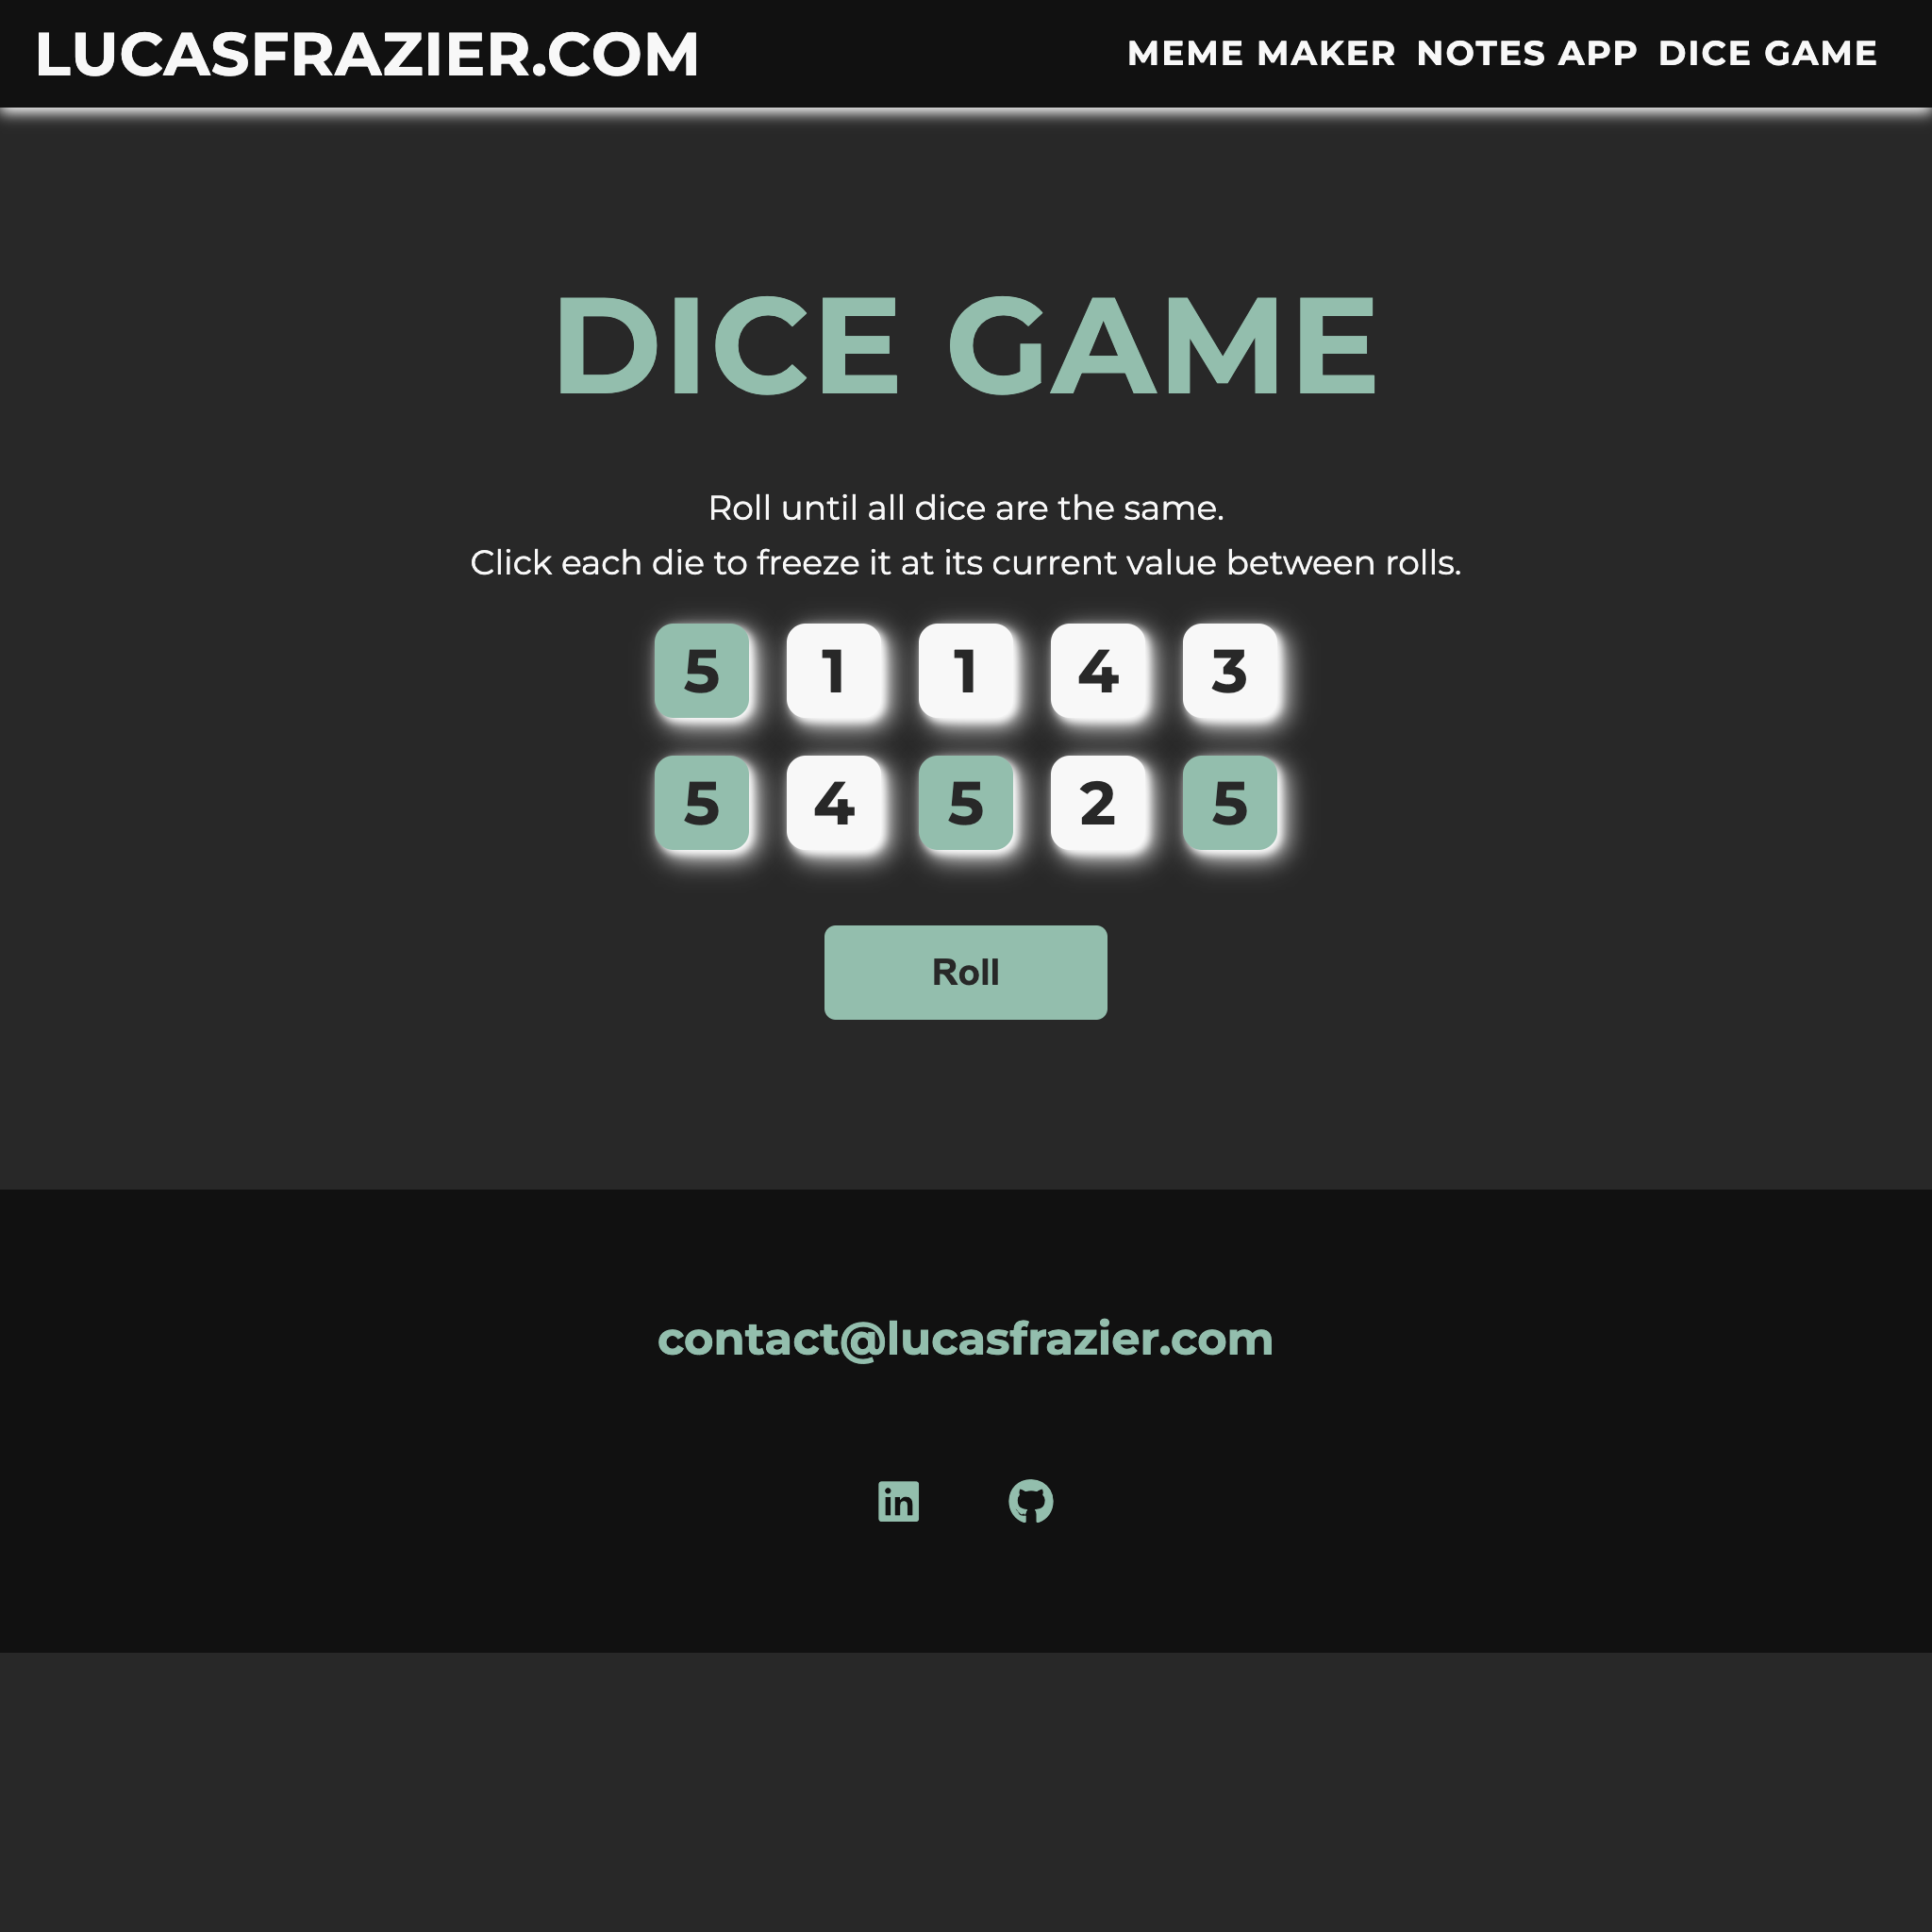 LUCASFRAZIER.COM
MEME MAKER NOTES APP DICE GAME
DICE GAME
Roll until all dice are the same.
Click each die to freeze it at its current value between rolls.
5 1 1 4 3
5 4 5 2 5
Roll
contact@lucasfrazier.com
in